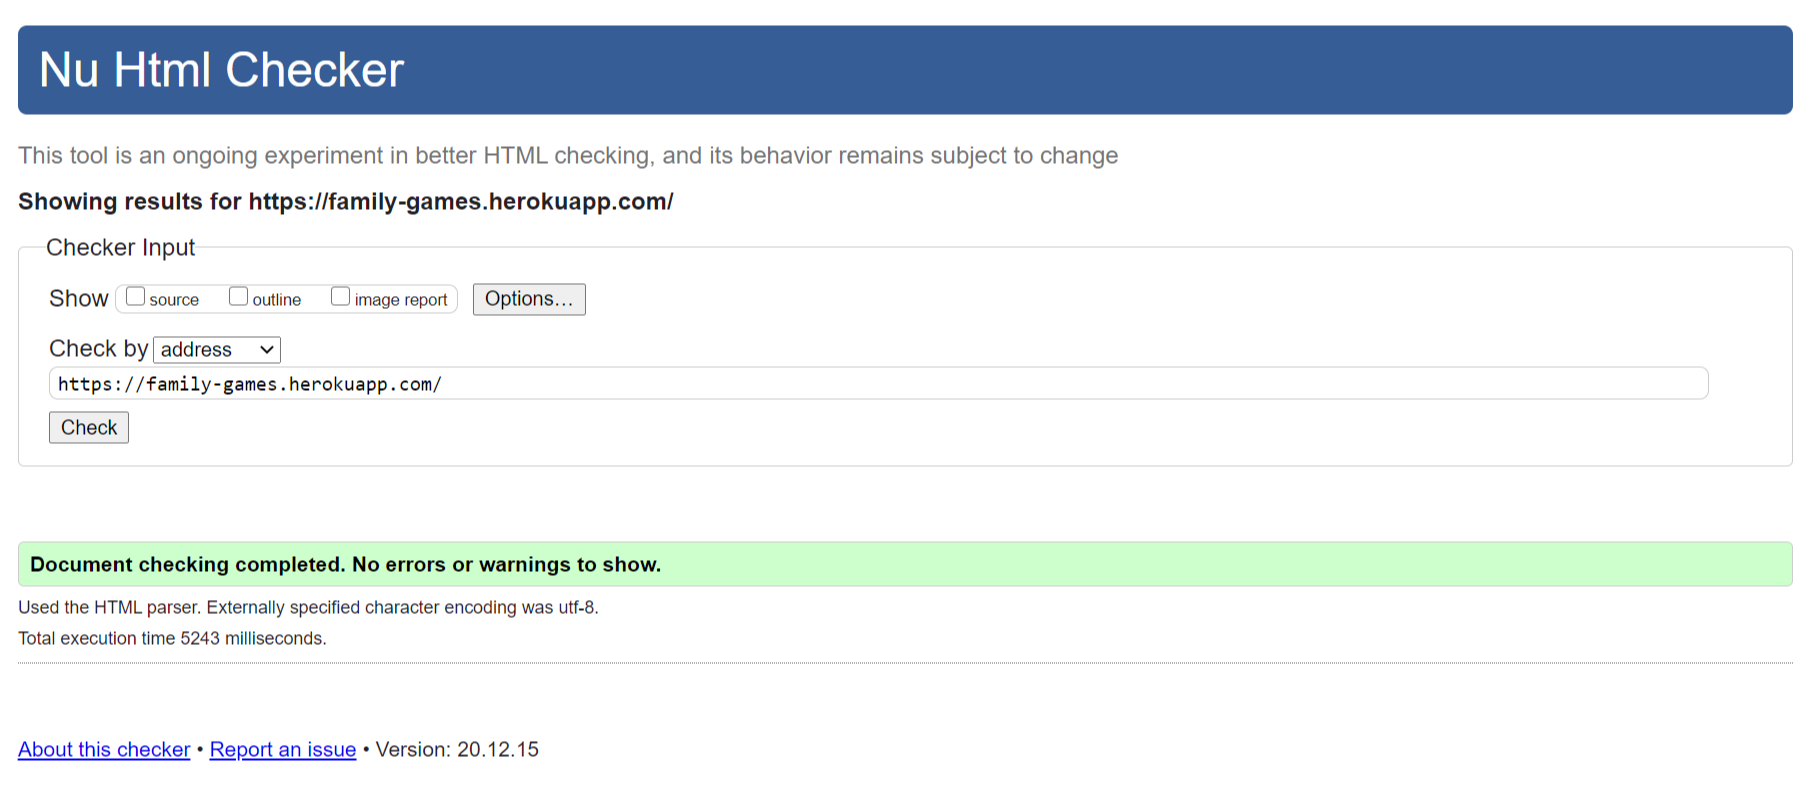 Nu Html Checker
This tool is an ongoing experiment in better HTML checking, and its behavior remains subject to change
Showing results for https://family-games.herokuapp.com/
Checker Input
Show source outline image report Options…
Check by address
https://family-games.herokuapp.com/
Check
Document checking completed. No errors or warnings to show.
Used the HTML parser. Externally specified character encoding was utf-8.
Total execution time 5243 milliseconds.
About this checker • Report an issue • Version: 20.12.15